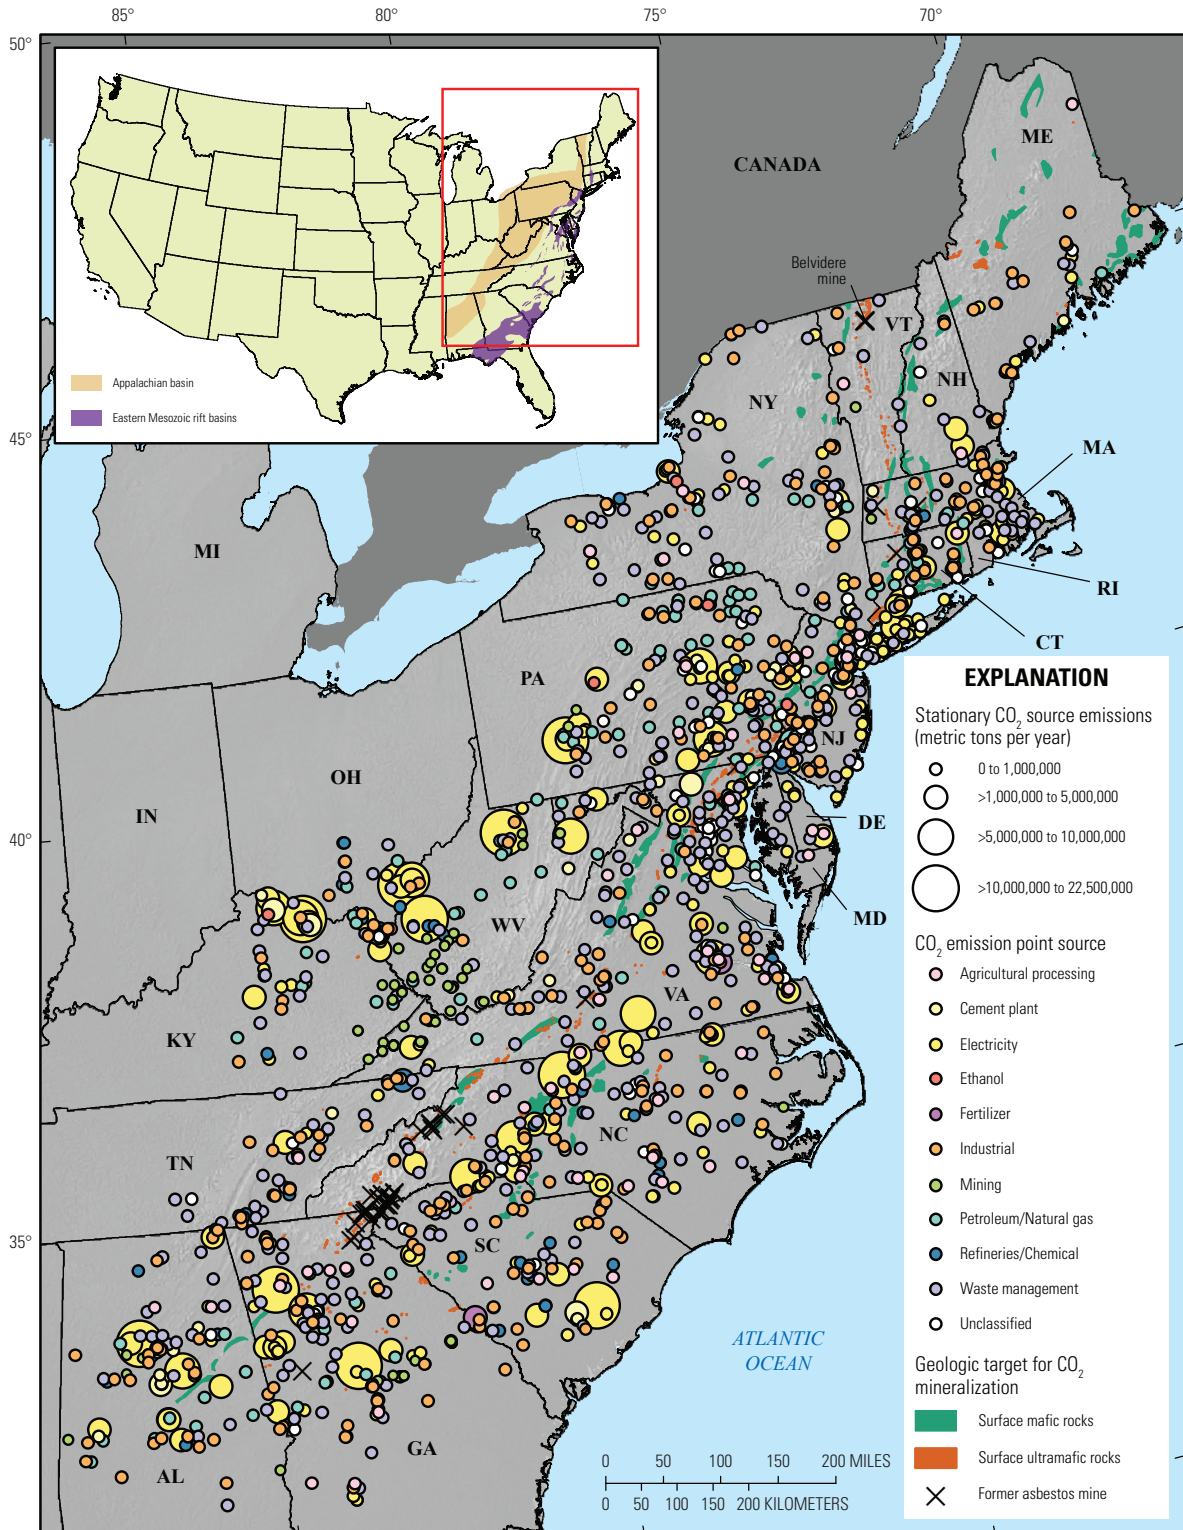 85°
80°
75°
70°
50°
45°
40°
35°
85°
80°
75°
70°
Appalachian basin
Eastern Mesozoic rift basins
CANADA
ME
Belvidere
mine
VT
NH
NY
MA
MI
RI
CT
PA
NJ
OH
IN
DE
MD
WV
VA
KY
NC
TN
SC
GA
AL
ATLANTIC
OCEAN
0 50 100 150 200 MILES
0 50 100 150 200 KILOMETERS
EXPLANATION
Stationary CO₂ source emissions
(metric tons per year)
0 to 1,000,000
>1,000,000 to 5,000,000
>5,000,000 to 10,000,000
>10,000,000 to 22,500,000
CO₂ emission point source
Agricultural processing
Cement plant
Electricity
Ethanol
Fertilizer
Industrial
Mining
Petroleum/Natural gas
Refineries/Chemical
Waste management
Unclassified
Geologic target for CO₂
mineralization
Surface mafic rocks
Surface ultramafic rocks
Former asbestos mine